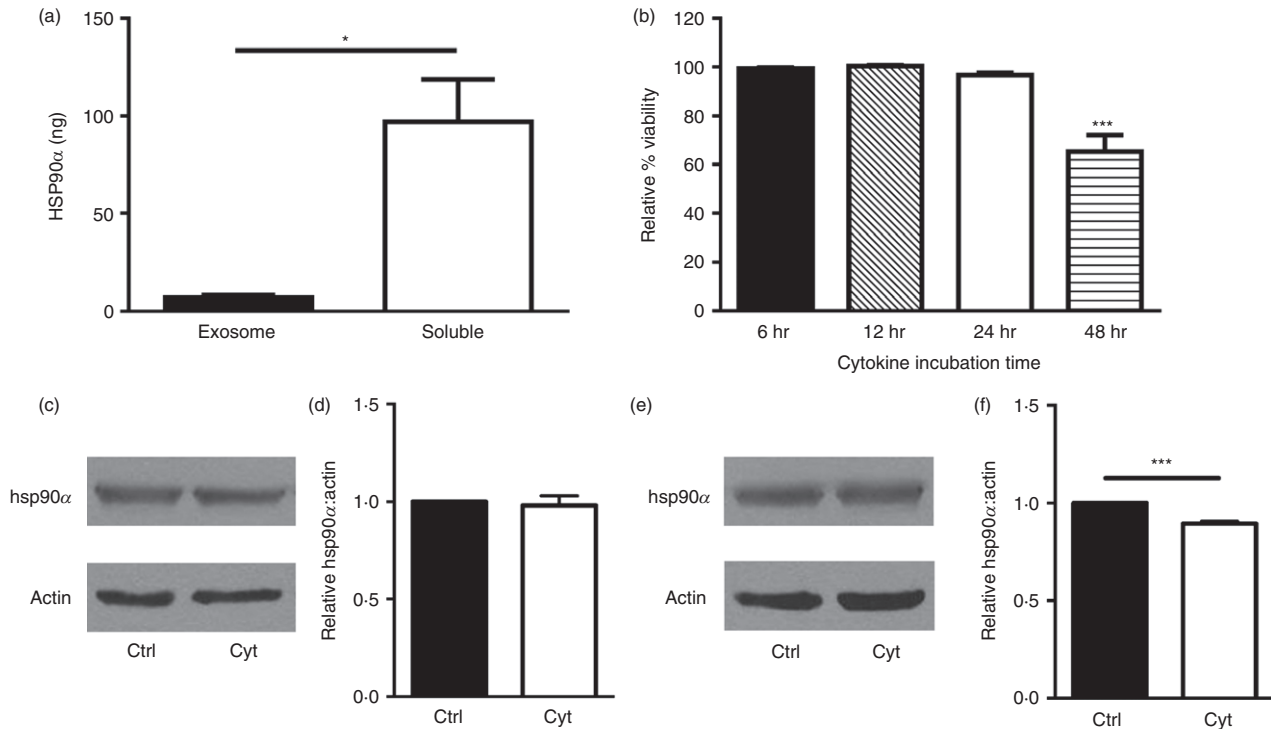 (a)
150
100
50
0
HSP90α (ng)
*
Exosome
Soluble
(b)
120
100
80
60
40
20
0
Relative % viability
***
6 hr
12 hr
24 hr
48 hr
Cytokine incubation time
(c)
hsp90α
Actin
Ctrl
Cyt
(d)
1·5
1·0
0·5
0·0
Relative hsp90α:actin
Ctrl
Cyt
(e)
hsp90α
Actin
Ctrl
Cyt
(f)
1·5
1·0
0·5
0·0
Relative hsp90α:actin
***
Ctrl
Cyt